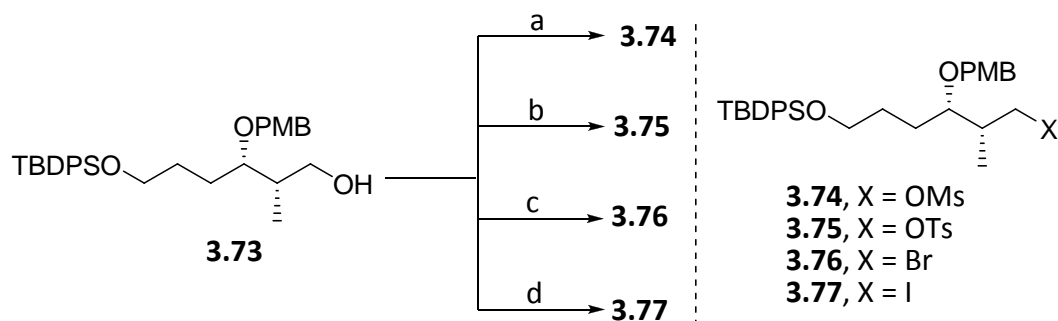 a
3.74
b
3.75
c
3.76
d
3.77
OPMB
TBDPSO
OH
3.73
OPMB
TBDPSO
X
3.74, X = OMs
3.75, X = OTs
3.76, X = Br
3.77, X = I